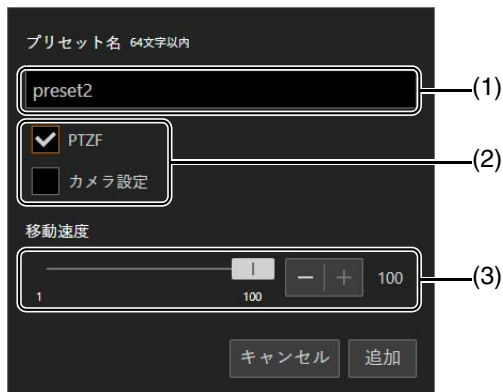 プリセット名 64文字以内
preset2 (1)
PTZF
(2)
カメラ設定
移動速度
1 100 − + 100 (3)
キャンセル 追加